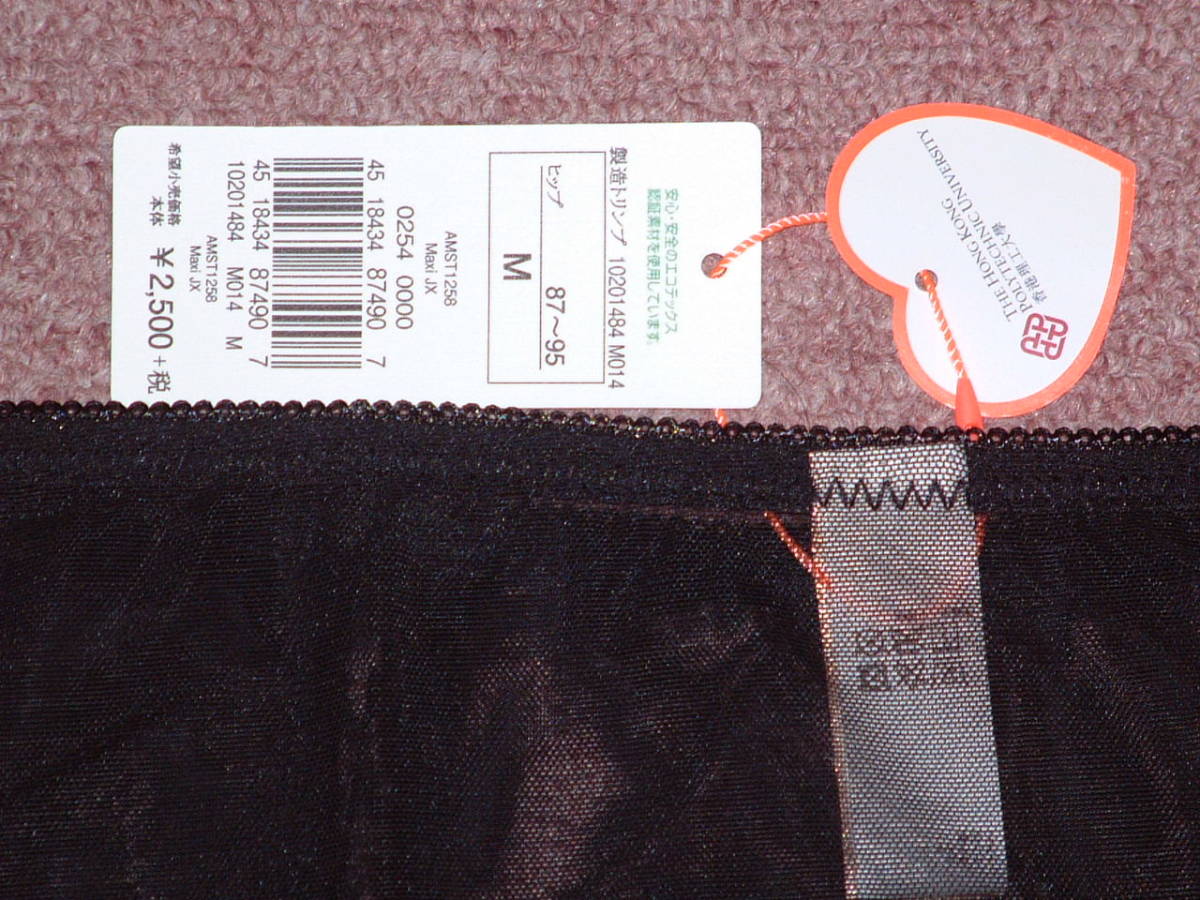 安心・安全のエコテックス
認証素材を使用しています。
製造トリンプ 10201484 M014
ヒップ 87〜95
M
AMST1258
Maxi JX
0254 0000
45 18434 87490 7
45 18434 87490 7
10201484 M014 M
AMST1258
Maxi JX
希望小売価格
本体 ¥2,500+税
THE HONG KONG
POLYTECHNIC UNIVERSITY
香港理工大學